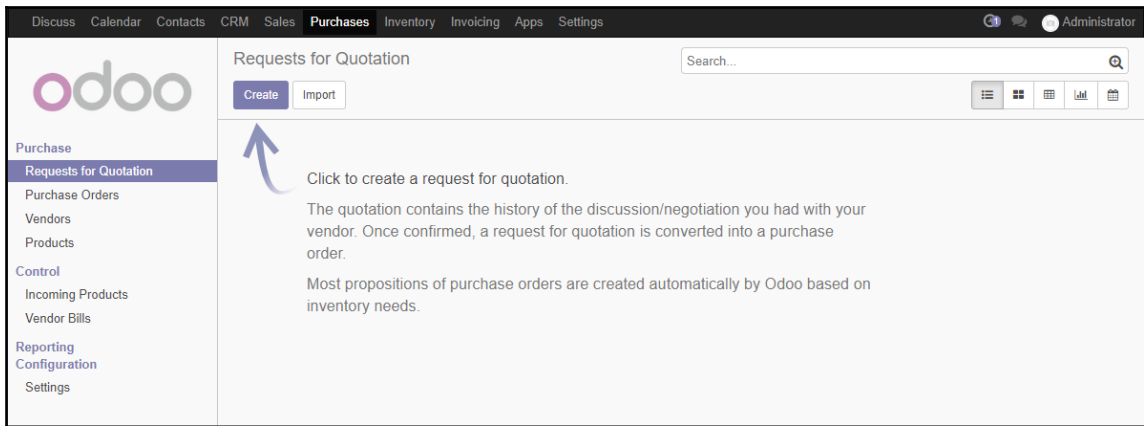 Discuss Calendar Contacts CRM Sales Purchases Inventory Invoicing Apps Settings 1 Administrator
odoo
Requests for Quotation
Search...
Create Import
Purchase
Requests for Quotation
Purchase Orders
Vendors
Products
Control
Incoming Products
Vendor Bills
Reporting
Configuration
Settings
Click to create a request for quotation.
The quotation contains the history of the discussion/negotiation you had with your
vendor. Once confirmed, a request for quotation is converted into a purchase
order.
Most propositions of purchase orders are created automatically by Odoo based on
inventory needs.